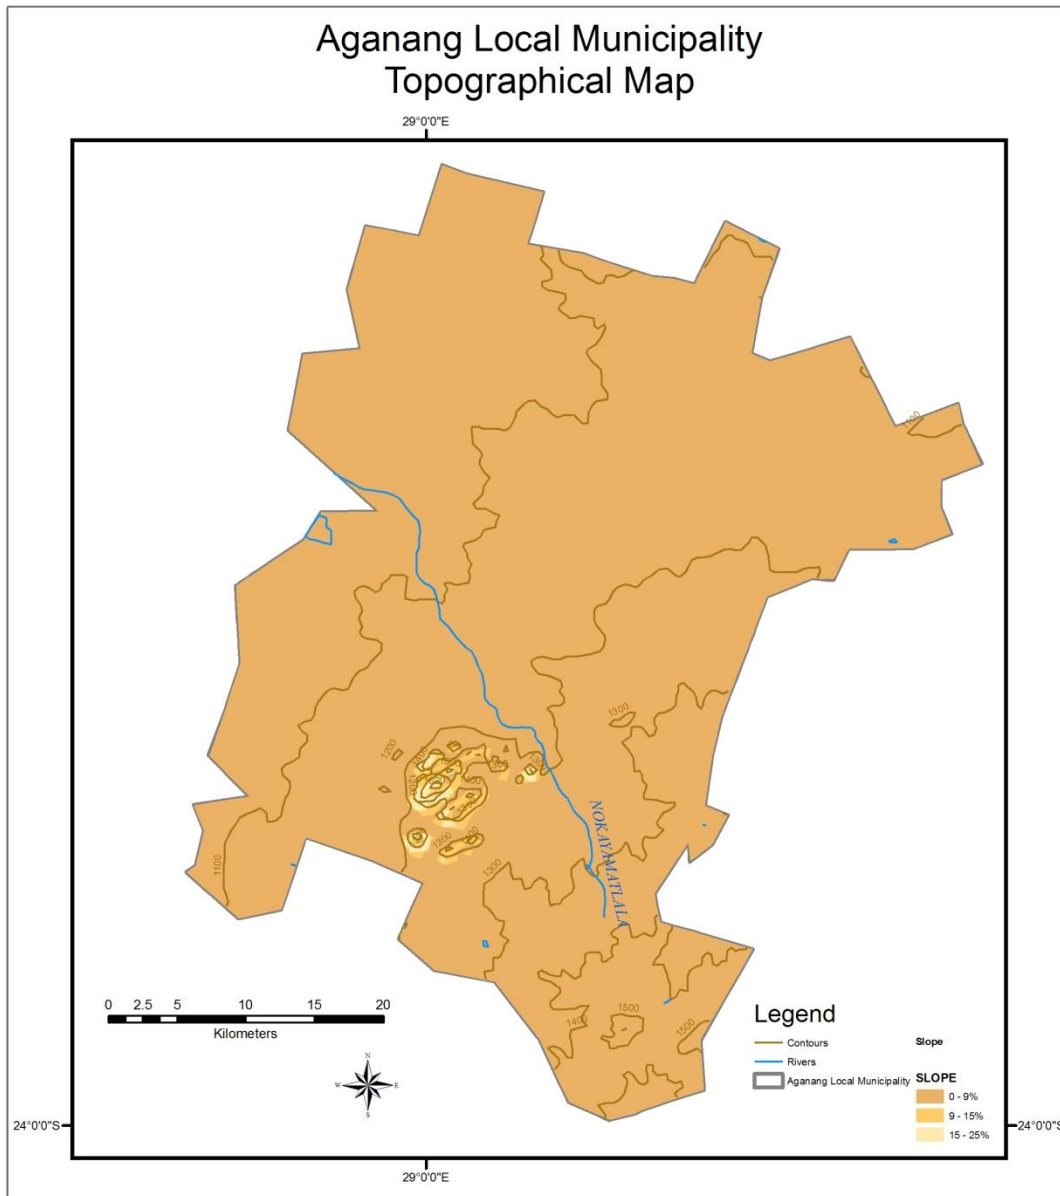 Aganang Local Municipality
Topographical Map
29°0'0"E
1100
1300
1200
1300
1300
1300
1100
NOKAYAMATLALA
1400
1500
1500
0 2.5 5 10 15 20
Kilometers
N
W E
S
Legend
Contours
Rivers
Aganang Local Municipality
Slope
SLOPE
0 - 9%
9 - 15%
15 - 25%
24°0'0"S
24°0'0"S
29°0'0"E